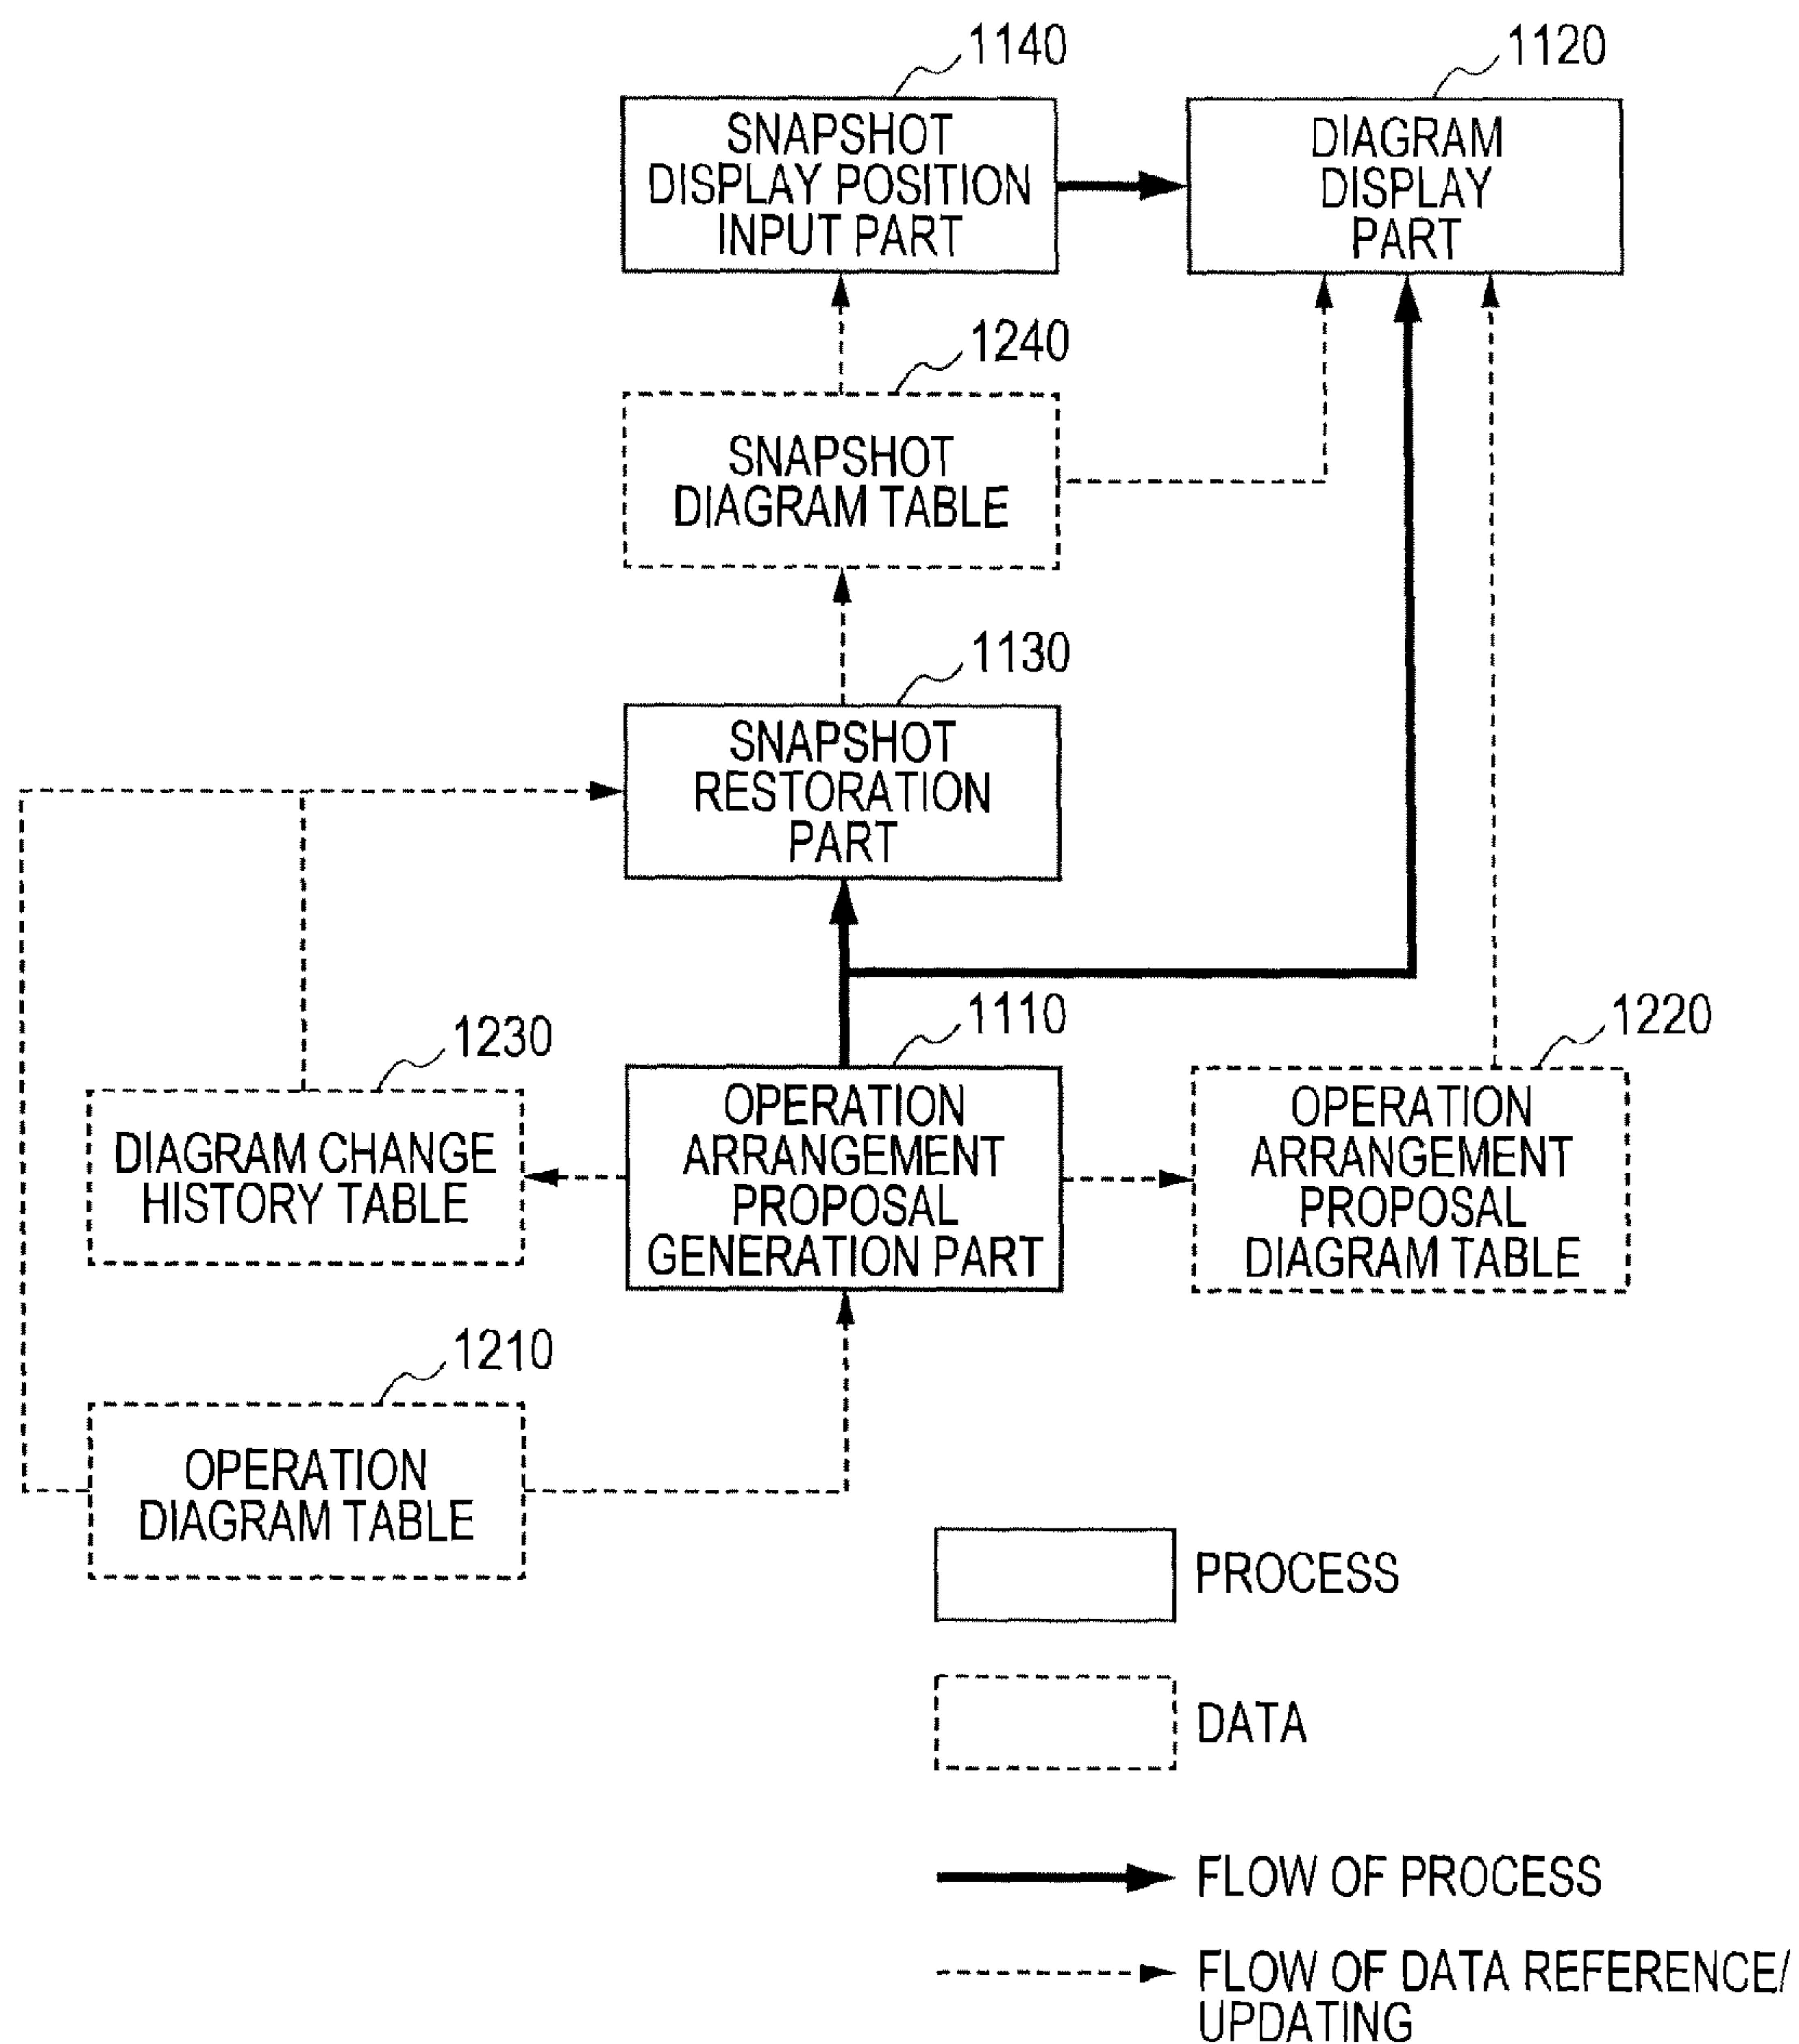 1140
SNAPSHOT
DISPLAY POSITION
INPUT PART
1120
DIAGRAM
DISPLAY
PART
1240
SNAPSHOT
DIAGRAM TABLE
1130
SNAPSHOT
RESTORATION
PART
1230
DIAGRAM CHANGE
HISTORY TABLE
1110
OPERATION
ARRANGEMENT
PROPOSAL
GENERATION PART
1220
OPERATION
ARRANGEMENT
PROPOSAL
DIAGRAM TABLE
1210
OPERATION
DIAGRAM TABLE
PROCESS
DATA
FLOW OF PROCESS
FLOW OF DATA REFERENCE/
UPDATING